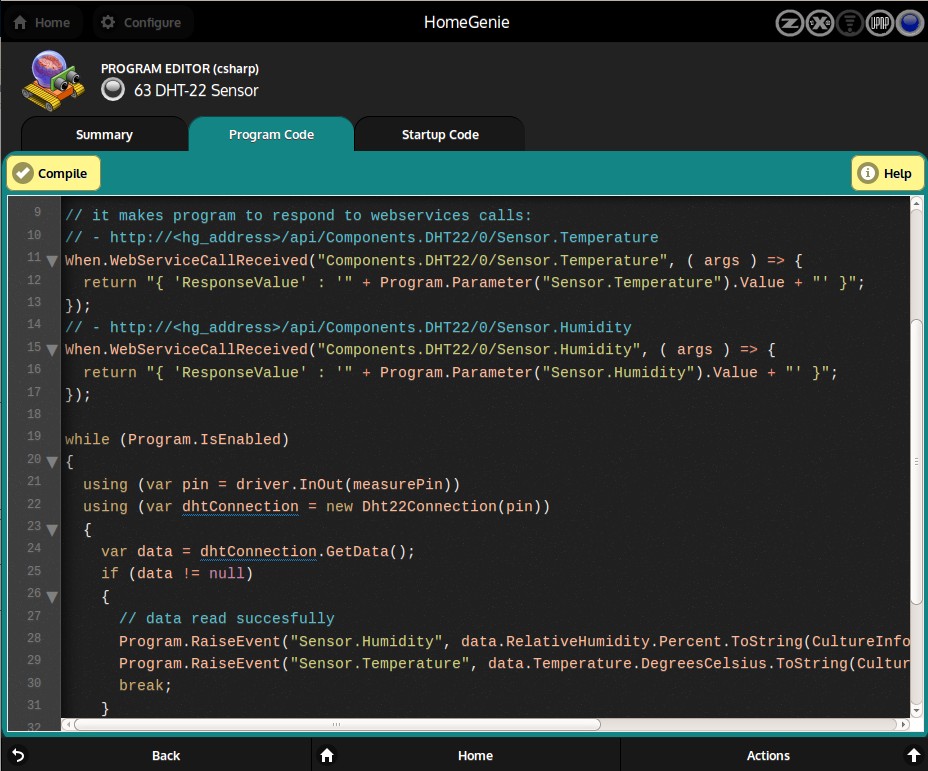 Home Configure HomeGenie UPNP
PROGRAM EDITOR (csharp)
63 DHT-22 Sensor
Summary Program Code Startup Code
Compile Help
9 // it makes program to respond to webservices calls:
10 // - http://<hg_address>/api/Components.DHT22/0/Sensor.Temperature
11 When.WebServiceCallReceived("Components.DHT22/0/Sensor.Temperature", ( args ) => {
12 return "{ 'ResponseValue' : '" + Program.Parameter("Sensor.Temperature").Value + "' }";
13 });
14 // - http://<hg_address>/api/Components.DHT22/0/Sensor.Humidity
15 When.WebServiceCallReceived("Components.DHT22/0/Sensor.Humidity", ( args ) => {
16 return "{ 'ResponseValue' : '" + Program.Parameter("Sensor.Humidity").Value + "' }";
17 });
18
19 while (Program.IsEnabled)
20 {
21 using (var pin = driver.InOut(measurePin))
22 using (var dhtConnection = new Dht22Connection(pin))
23 {
24 var data = dhtConnection.GetData();
25 if (data != null)
26 {
27 // data read succesfully
28 Program.RaiseEvent("Sensor.Humidity", data.RelativeHumidity.Percent.ToString(CultureInfo
29 Program.RaiseEvent("Sensor.Temperature", data.Temperature.DegreesCelsius.ToString(Cultur
30 break;
31 }
32
Back Home Actions